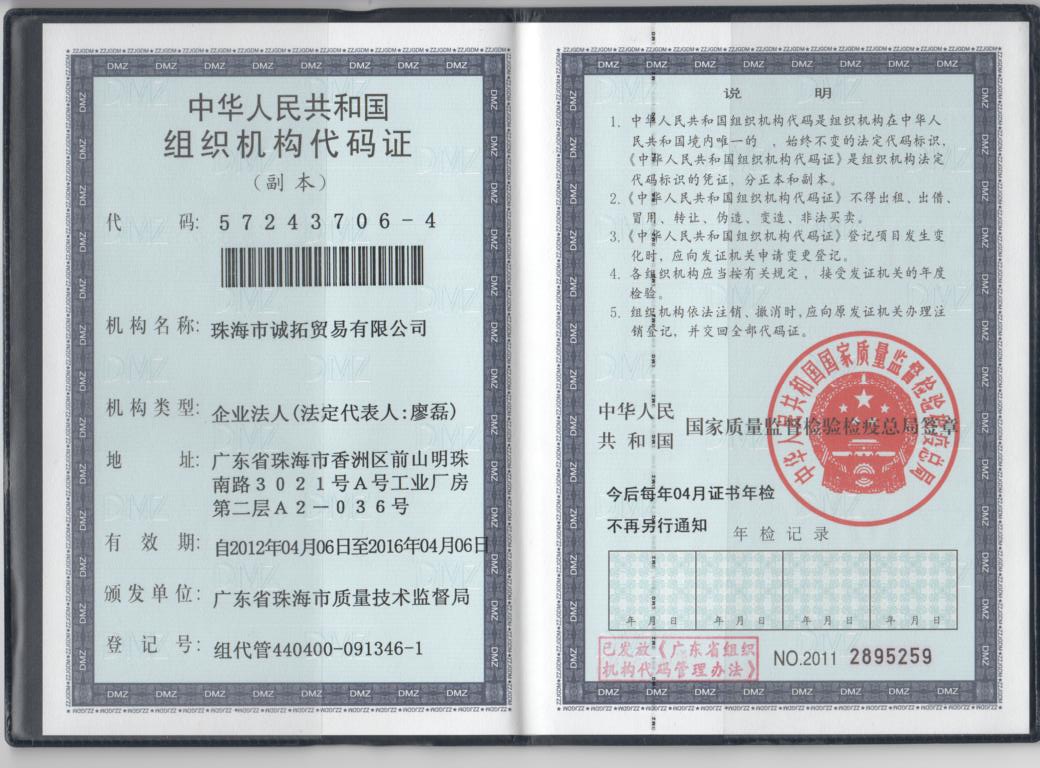 中华人民共和国
组织机构代码证
（副本）
代码: 57243706-4
机构名称: 珠海市诚拓贸易有限公司
机构类型: 企业法人(法定代表人:廖磊)
地址: 广东省珠海市香洲区前山明珠
南路3021号A号工业厂房
第二层A2－036号
有效期: 自2012年04月06日至2016年04月06日
颁发单位: 广东省珠海市质量技术监督局
登记号: 组代管440400-091346-1
说明
1. 中华人民共和国组织机构代码是组织机构在中华人
民共和国境内唯一的 、始终不变的法定代码标识，
《中华人民共和国组织机构代码证》是组织机构法定
代码标识的凭证，分正本和副本。
2.《中华人民共和国组织机构代码证》不得出租、出借、
冒用、转让、伪造、变造、非法买卖。
3.《中华人民共和国组织机构代码证》登记项目发生变
化时，应向发证机关申请变更登记。
4. 各组织机构应当按有关规定，接受发证机关的年度
检验。
5. 组织机构依法注销、撤消时，应向原发证机关办理注
销登记，并交回全部代码证。
中华人民
共和国
国家质量监督检验检疫总局签章
中华人民共和国国家质量监督检验检疫总局
今后每年04月证书年检
不再另行通知
年检记录
年 月 日 年 月 日 年 月 日 年 月 日
已发放《广东省组织
机构代码管理办法》
NO.2011 2895259